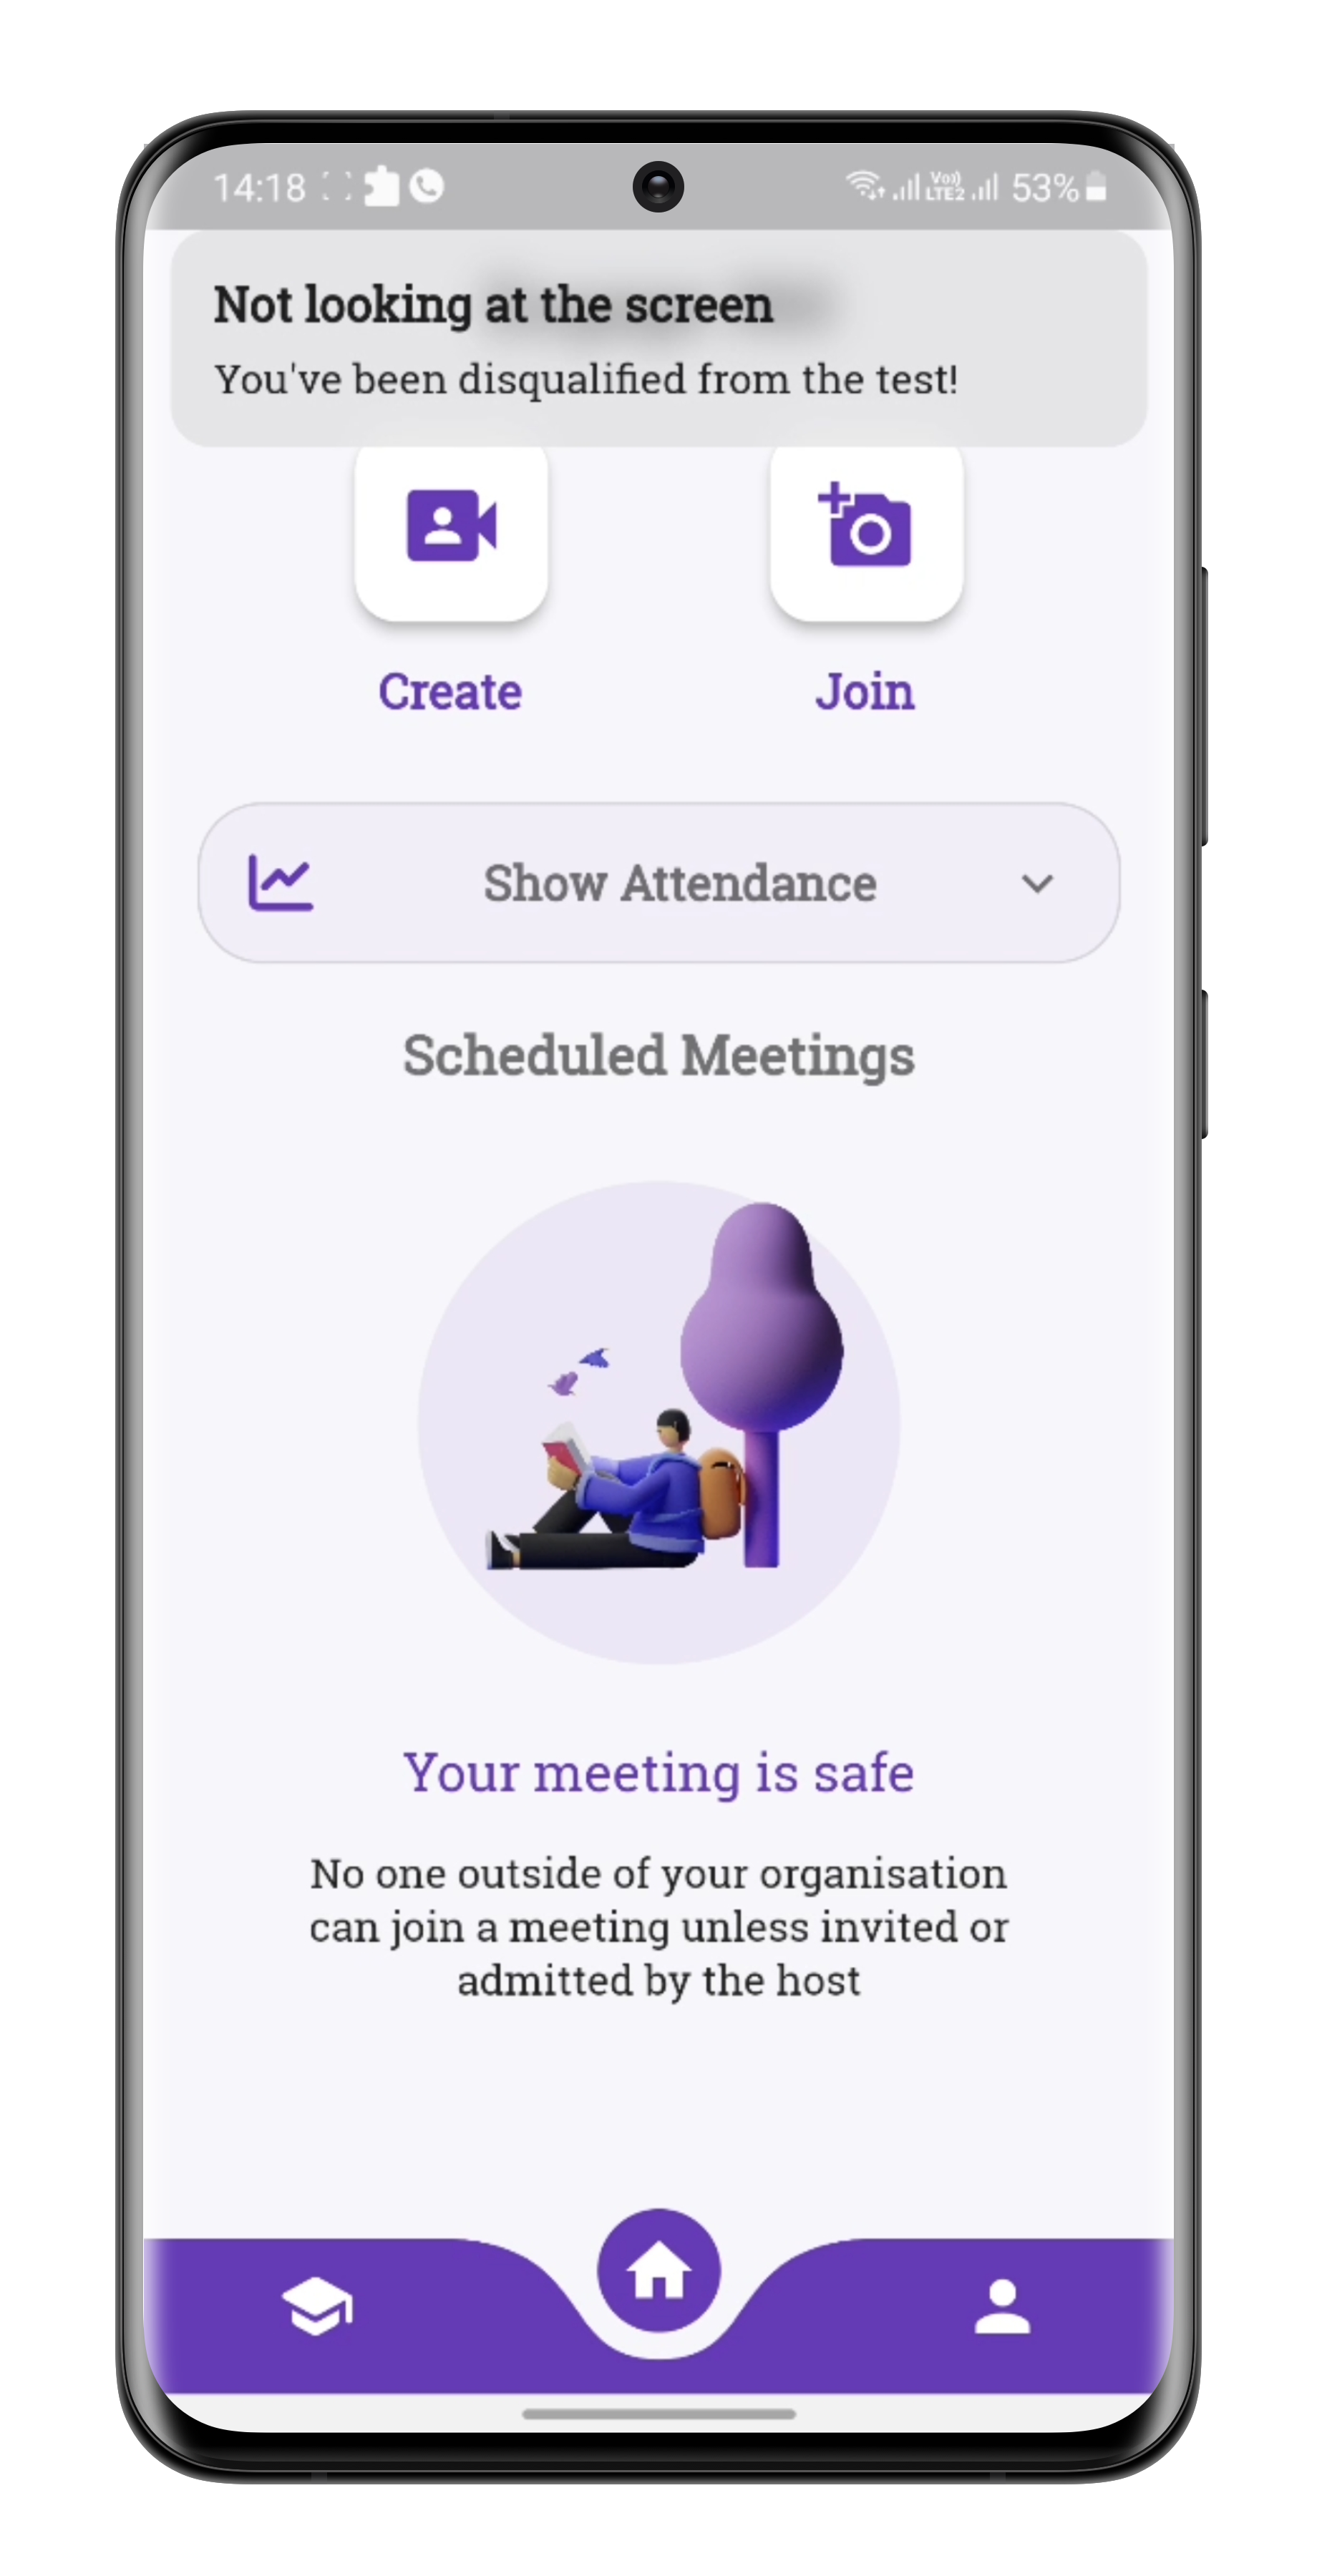 14:18 Vo)) LTE2 53%
Not looking at the screen
You've been disqualified from the test!
Create Join
Show Attendance
Scheduled Meetings
Your meeting is safe
No one outside of your organisation
can join a meeting unless invited or
admitted by the host